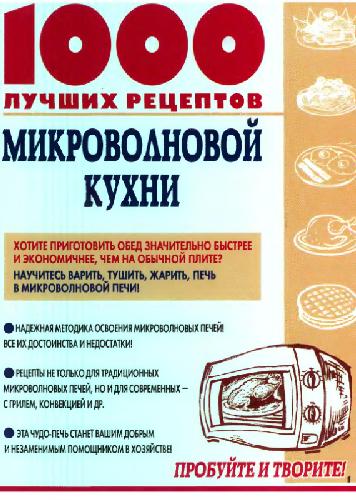 1000
ЛУЧШИХ РЕЦЕПТОВ
МИКРОВОЛНОВОЙ
КУХНИ
ХОТИТЕ ПРИГОТОВИТЬ ОБЕД ЗНАЧИТЕЛЬНО БЫСТРЕЕ
И ЭКОНОМИЧНЕЕ, ЧЕМ НА ОБЫЧНОЙ ПЛИТЕ?
НАУЧИТЕСЬ ВАРИТЬ, ТУШИТЬ, ЖАРИТЬ, ПЕЧЬ
В МИКРОВОЛНОВОЙ ПЕЧИ!
● НАДЕЖНАЯ МЕТОДИКА ОСВОЕНИЯ МИКРОВОЛНОВЫХ ПЕЧЕЙ!
ВСЕ ИХ ДОСТОИНСТВА И НЕДОСТАТКИ!
● РЕЦЕПТЫ НЕ ТОЛЬКО ДЛЯ ТРАДИЦИОННЫХ
МИКРОВОЛНОВЫХ ПЕЧЕЙ, НО И ДЛЯ СОВРЕМЕННЫХ –
С ГРИЛЕМ, КОНВЕКЦИЕЙ И ДР.
● ЭТА ЧУДО-ПЕЧЬ СТАНЕТ ВАШИМ ДОБРЫМ
И НЕЗАМЕНИМЫМ ПОМОЩНИКОМ В ХОЗЯЙСТВЕ!
ПРОБУЙТЕ И ТВОРИТЕ!